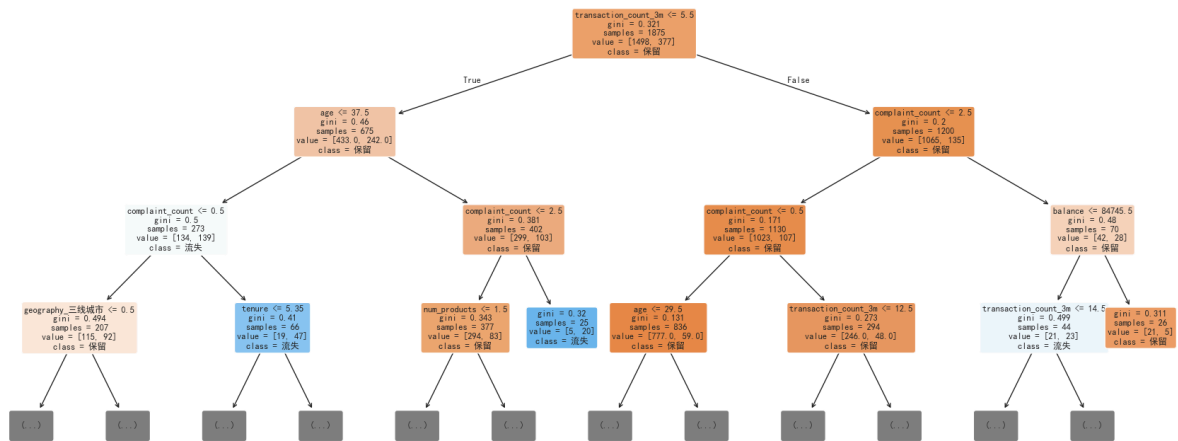 transaction_count_3m <= 5.5
gini = 0.321
samples = 1875
value = [1498, 377]
class = 保留
True
False
age <= 37.5
gini = 0.46
samples = 675
value = [433.0, 242.0]
class = 保留
complaint_count <= 2.5
gini = 0.2
samples = 1200
value = [1065, 135]
class = 保留
complaint_count <= 0.5
gini = 0.5
samples = 273
value = [134, 139]
class = 流失
complaint_count <= 2.5
gini = 0.381
samples = 402
value = [299, 103]
class = 保留
complaint_count <= 0.5
gini = 0.171
samples = 1130
value = [1023, 107]
class = 保留
balance <= 84745.5
gini = 0.48
samples = 70
value = [42, 28]
class = 保留
geography_三线城市 <= 0.5
gini = 0.494
samples = 207
value = [115, 92]
class = 保留
tenure <= 5.35
gini = 0.41
samples = 66
value = [19, 47]
class = 流失
num_products <= 1.5
gini = 0.343
samples = 377
value = [294, 83]
class = 保留
gini = 0.32
samples = 25
value = [5, 20]
class = 流失
age <= 29.5
gini = 0.131
samples = 836
value = [777.0, 59.0]
class = 保留
transaction_count_3m <= 12.5
gini = 0.273
samples = 294
value = [246.0, 48.0]
class = 保留
transaction_count_3m <= 14.5
gini = 0.499
samples = 44
value = [21, 23]
class = 流失
gini = 0.311
samples = 26
value = [21, 5]
class = 保留
(...)
(...)
(...)
(...)
(...)
(...)
(...)
(...)
(...)
(...)
(...)
(...)